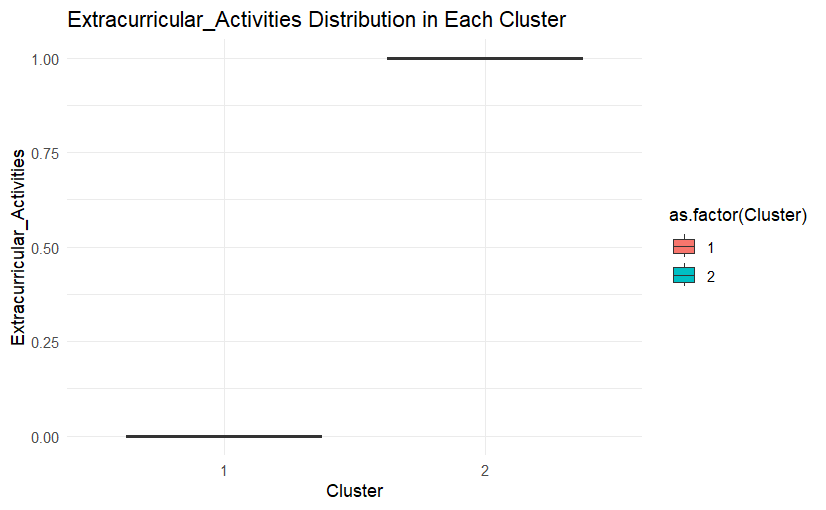 Extracurricular_Activities Distribution in Each Cluster
Extracurricular_Activities
1.00
0.75
0.50
0.25
0.00
1
2
Cluster
as.factor(Cluster)
1
2